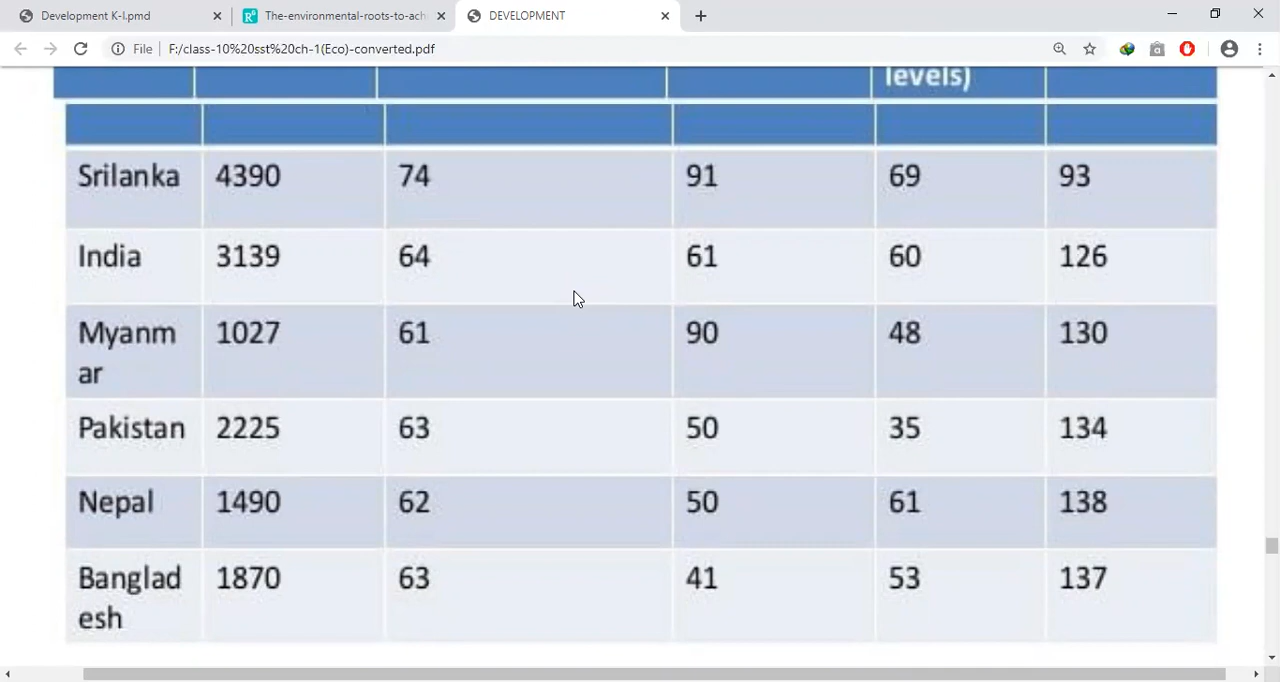 Development K-I.pmd
The-environmental-roots-to-ach
DEVELOPMENT
File
F:/class-10%20sst%20ch-1(Eco)-converted.pdf
levels)
Srilanka 4390 74 91 69 93
India 3139 64 61 60 126
Myanm 1027 61 90 48 130
ar
Pakistan 2225 63 50 35 134
Nepal 1490 62 50 61 138
Banglad 1870 63 41 53 137
esh